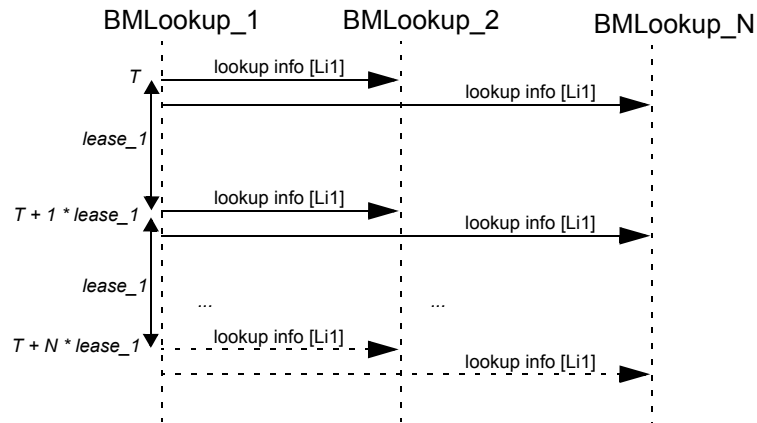 BMLookup_1
BMLookup_2
BMLookup_N
lookup info [Li1]
T
lookup info [Li1]
lease_1
lookup info [Li1]
T + 1 * lease_1
lookup info [Li1]
lease_1
...
...
lookup info [Li1]
T + N * lease_1
lookup info [Li1]